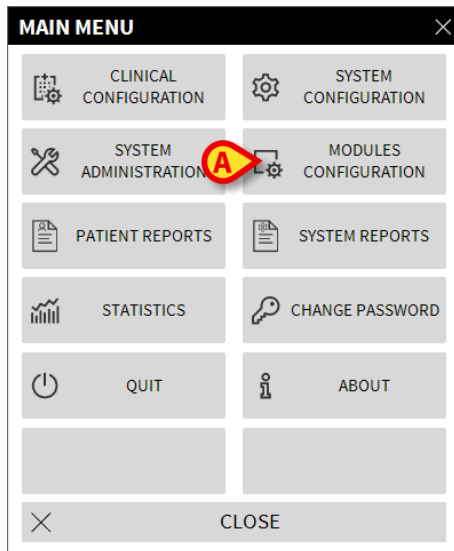 MAIN MENU
CLINICAL
CONFIGURATION
SYSTEM
CONFIGURATION
SYSTEM
ADMINISTRATION
A
MODULES
CONFIGURATION
PATIENT REPORTS
SYSTEM REPORTS
STATISTICS
CHANGE PASSWORD
QUIT
ABOUT
CLOSE